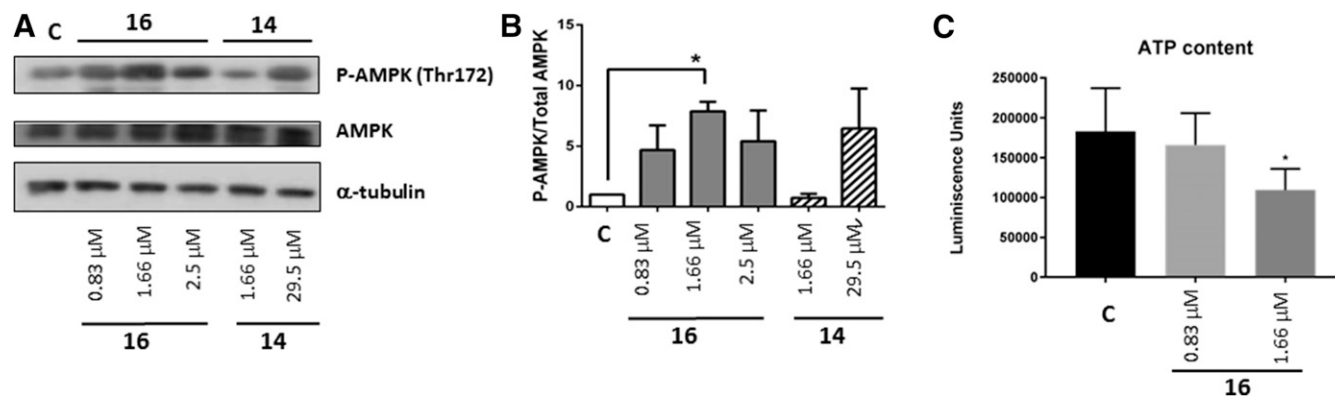 A
C
16
14
P-AMPK (Thr172)
AMPK
α-tubulin
0.83 µM
1.66 µM
2.5 µM
1.66 µM
29.5 µM
16
14
B
P-AMPK/Total AMPK
15
10
5
0
*
C
0.83 µM
1.66 µM
2.5 µM
1.66 µM
29.5 µM
16
14
C
ATP content
Luminiscence Units
250000
200000
150000
100000
50000
0
*
C
0.83 µM
1.66 µM
16